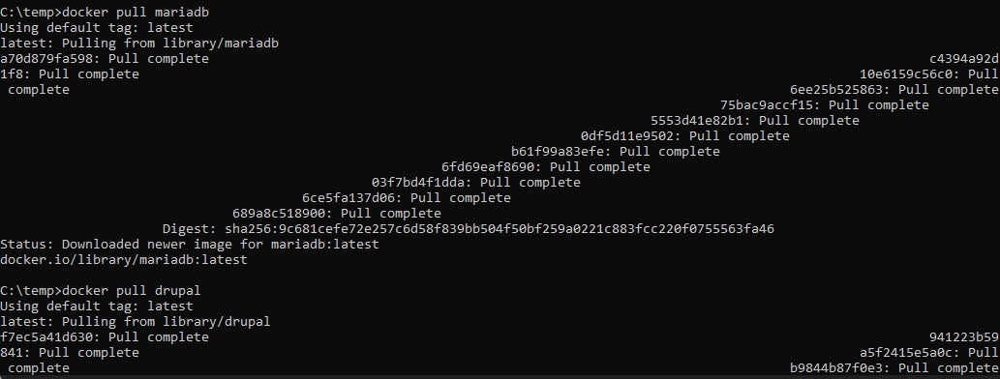 C:\temp>docker pull mariadb
Using default tag: latest
latest: Pulling from library/mariadb
a70d879fa598: Pull complete c4394a92d
1f8: Pull complete 10e6159c56c0: Pull
complete 6ee25b525863: Pull complete
75bac9accf15: Pull complete
5553d41e82b1: Pull complete
0df5d11e9502: Pull complete
b61f99a83efe: Pull complete
6fd69eaf8690: Pull complete
03f7bd4f1dda: Pull complete
6ce5fa137d06: Pull complete
689a8c518900: Pull complete
Digest: sha256:9c681cefe72e257c6d58f839bb504f50bf259a0221c883fcc220f0755563fa46
Status: Downloaded newer image for mariadb:latest
docker.io/library/mariadb:latest
C:\temp>docker pull drupal
Using default tag: latest
latest: Pulling from library/drupal
f7ec5a41d630: Pull complete 941223b59
841: Pull complete a5f2415e5a0c: Pull
complete b9844b87f0e3: Pull complete